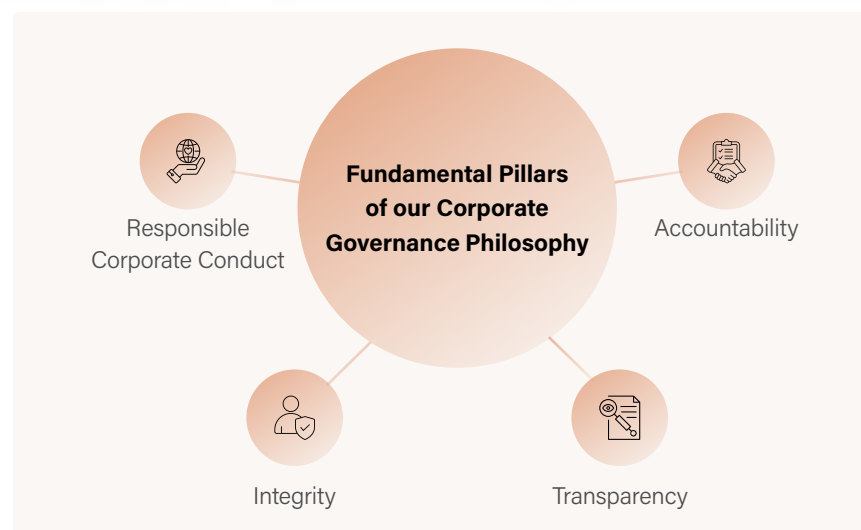 Fundamental Pillars
of our Corporate
Governance Philosophy
Responsible
Corporate Conduct
Accountability
Integrity
Transparency